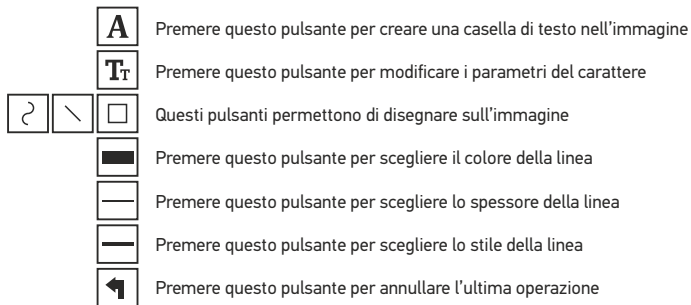 A Premere questo pulsante per creare una casella di testo nell'immagine
TT Premere questo pulsante per modificare i parametri del carattere
Questi pulsanti permettono di disegnare sull'immagine
Premere questo pulsante per scegliere il colore della linea
Premere questo pulsante per scegliere lo spessore della linea
Premere questo pulsante per scegliere lo stile della linea
Premere questo pulsante per annullare l'ultima operazione